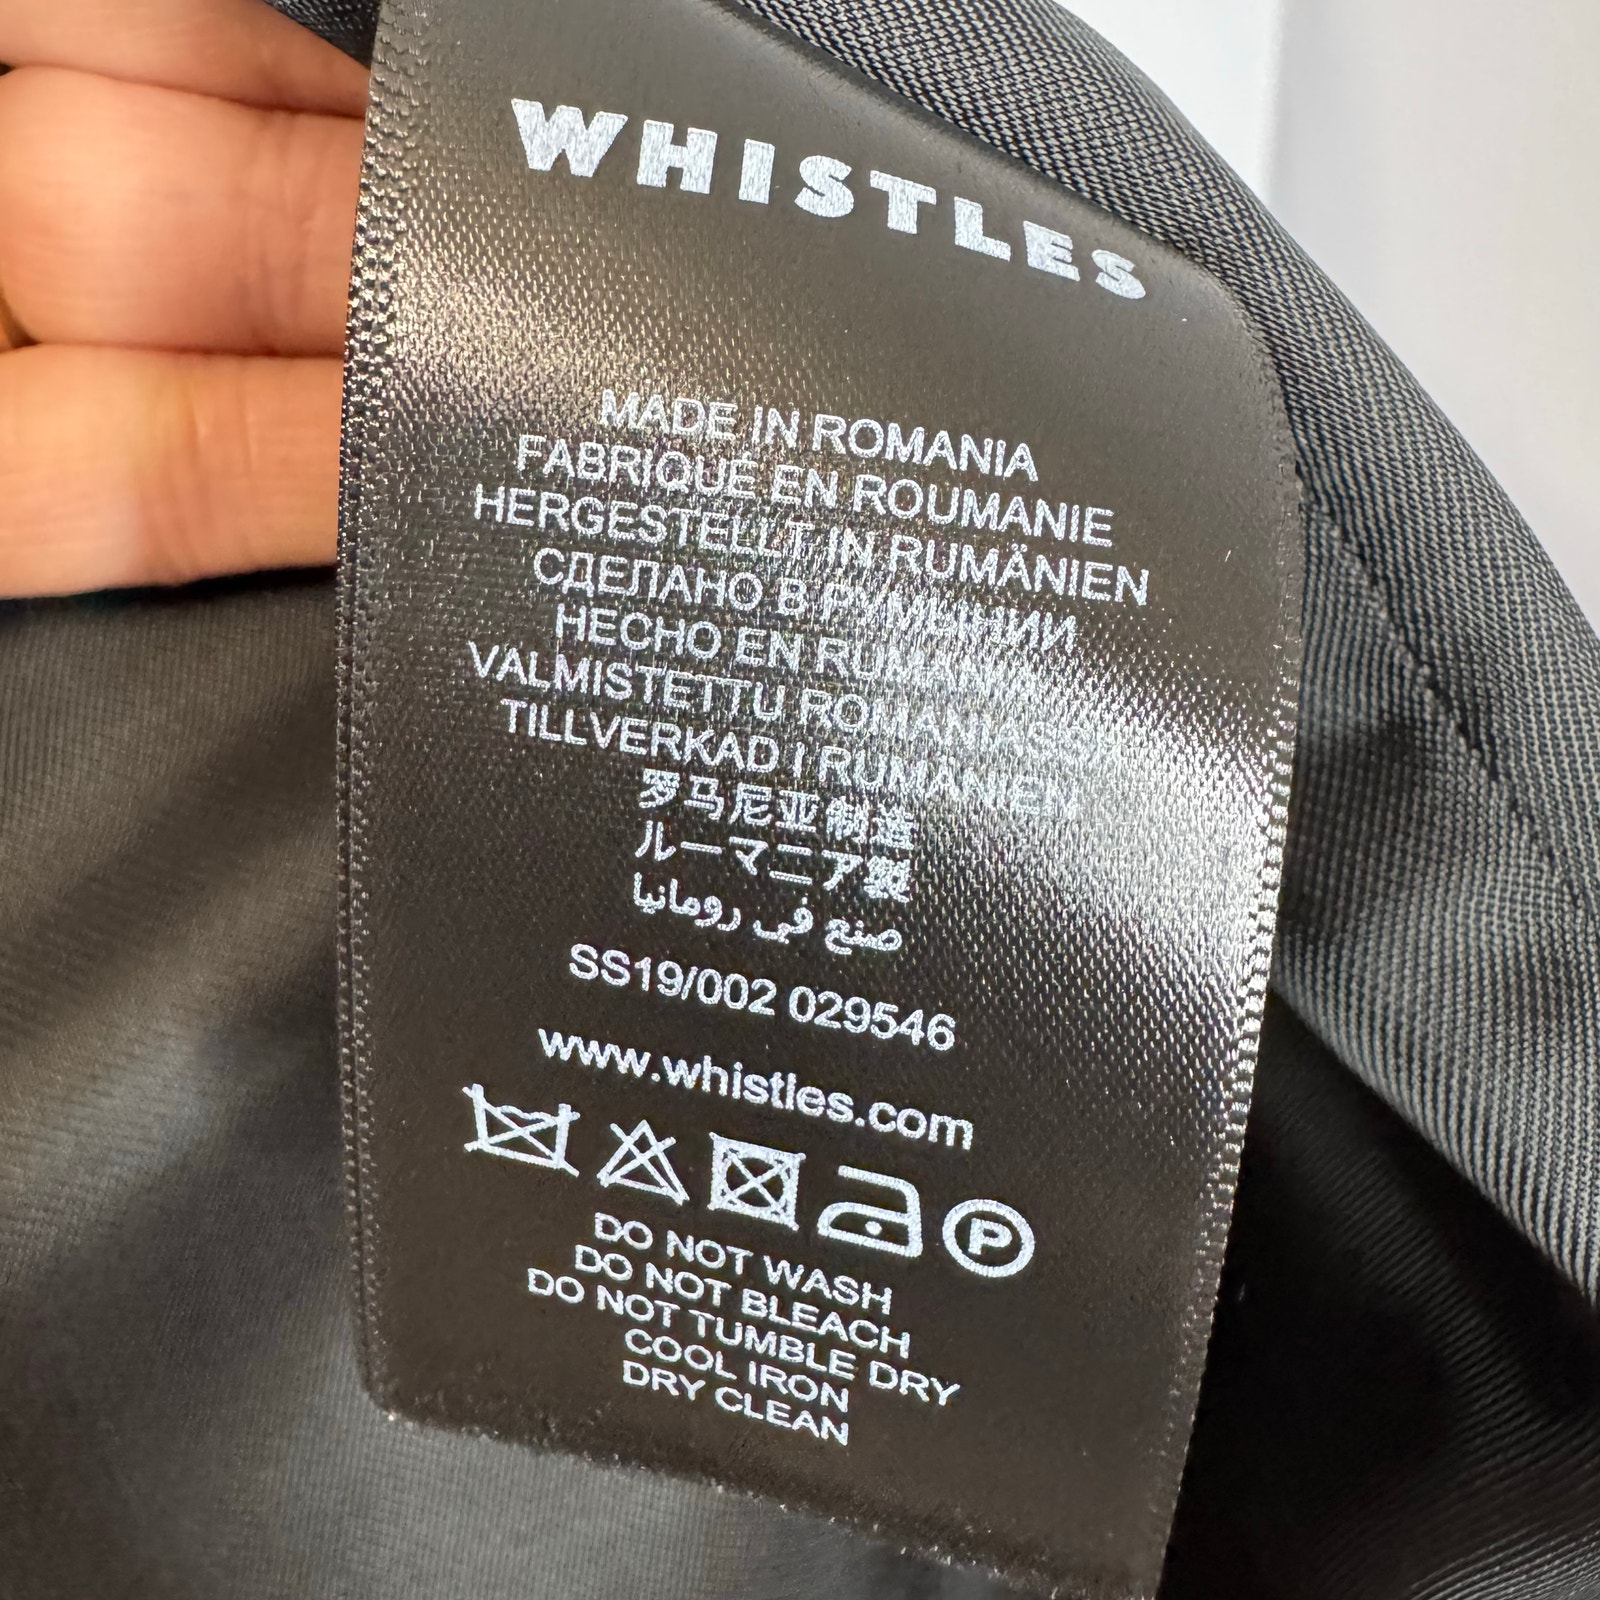 WHISTLES
MADE IN ROMANIA
FABRIQUÉ EN ROUMANIE
HERGESTELLT IN RUMÄNIEN
СДЕЛАНО В РУМЫНИИ
HECHO EN RUMANIA
VALMISTETTU ROMANIASSA
TILLVERKAD I RUMÄNIEN
罗马尼亚制造
ルーマニア製
صنع في رومانيا
SS19/002 029546
www.whistles.com
P
DO NOT WASH
DO NOT BLEACH
DO NOT TUMBLE DRY
COOL IRON
DRY CLEAN